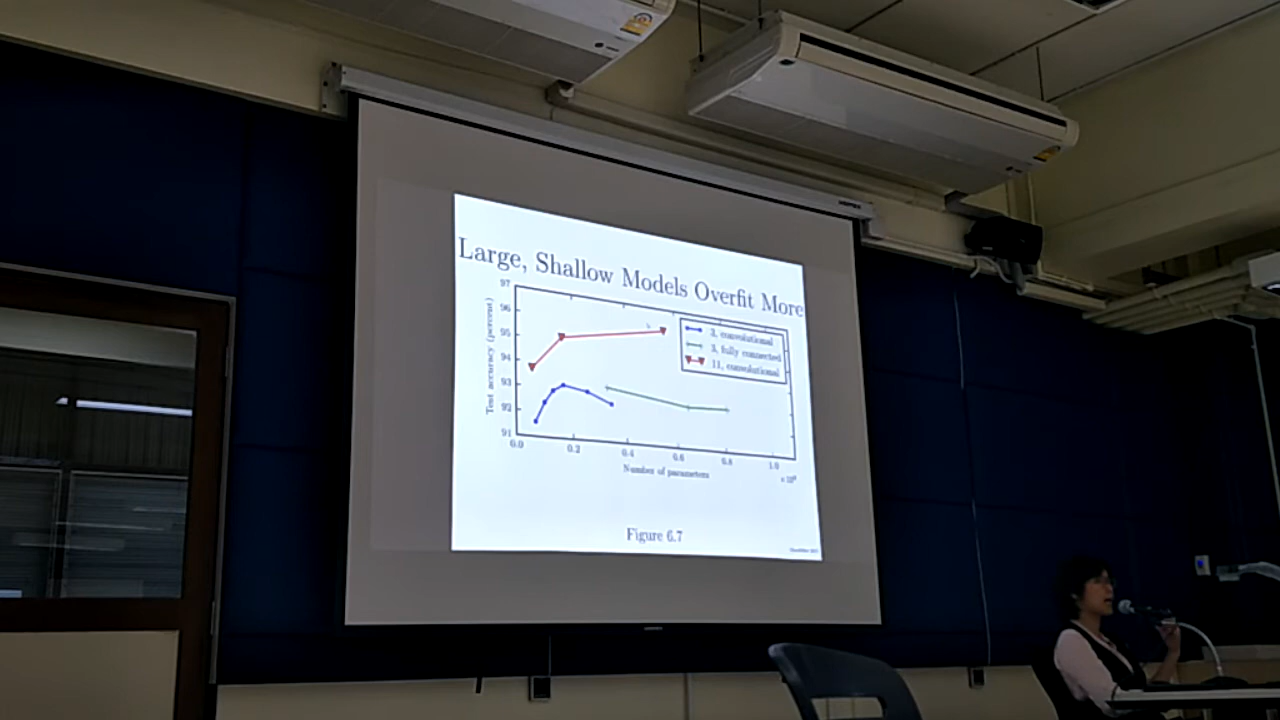 Large, Shallow Models Overfit More
97
96
95
94
93
92
91
Test accuracy (percent)
3, convolutional
3, fully connected
11, convolutional
0.0 0.2 0.4 0.6 0.8 1.0
Number of parameters
Figure 6.7